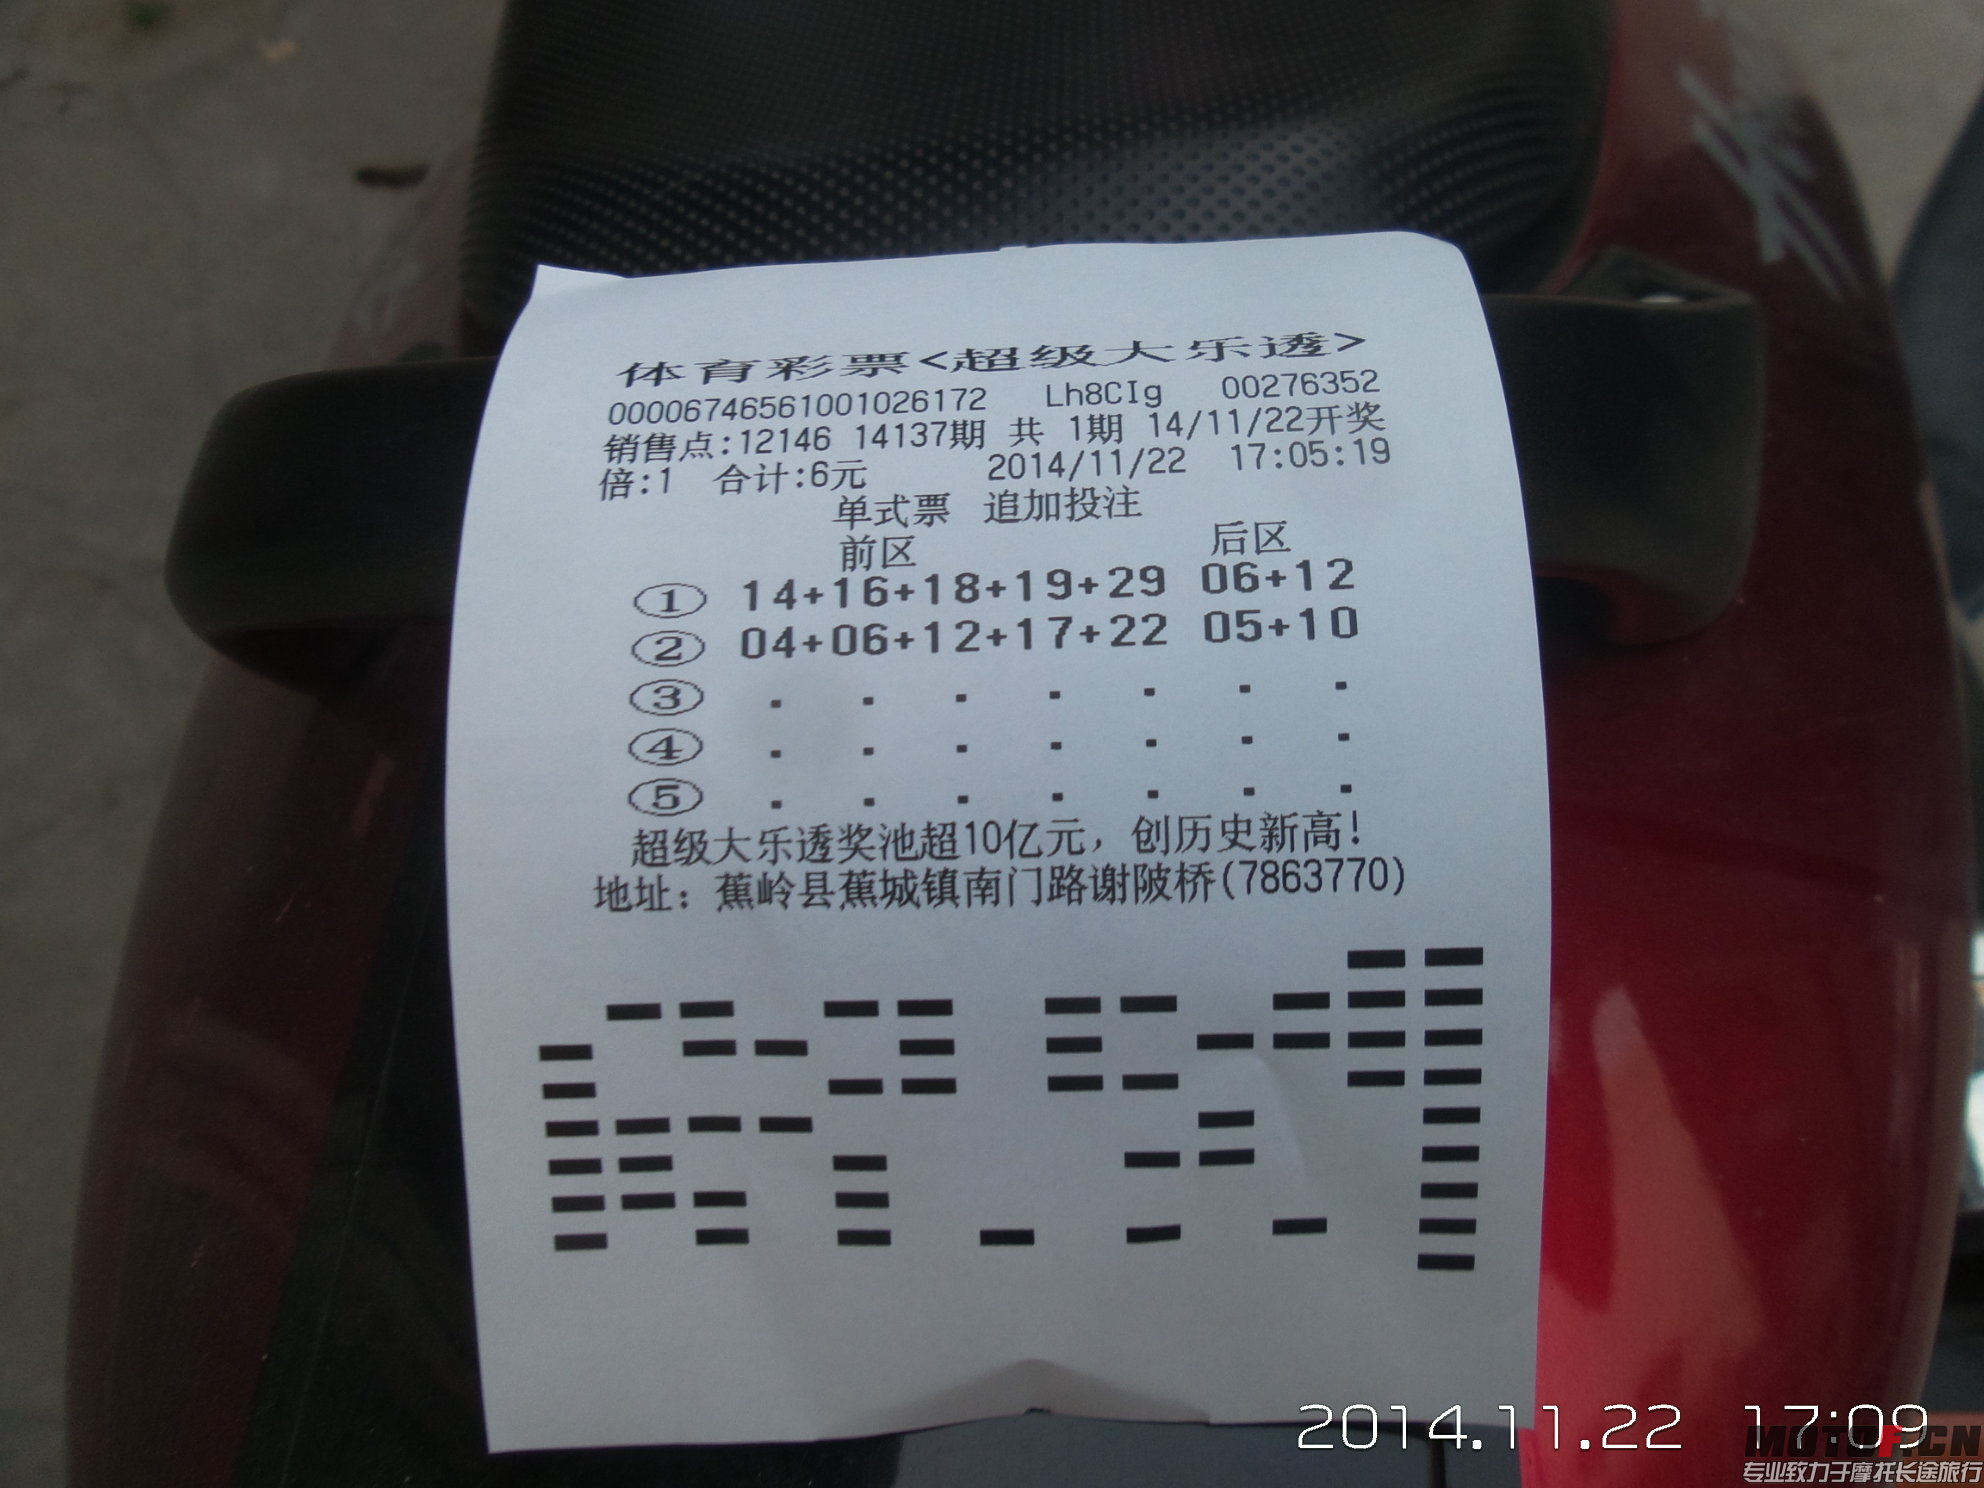 体育彩票<超级大乐透>
00006746561001026172 Lh8CIg 00276352
销售点:12146 14137期 共 1期 14/11/22开奖
倍:1 合计:6元 2014/11/22 17:05:19
单式票 追加投注
前区 后区
① 14+16+18+19+29 06+12
② 04+06+12+17+22 05+10
③ . . . . . . .
④ . . . . . . .
⑤ . . . . . . .
超级大乐透奖池超10亿元，创历史新高!
地址：蕉岭县蕉城镇南门路谢陂桥(7863770)
2014.11.22 17:09
MOTOFANCN
专业致力于摩托长途旅行